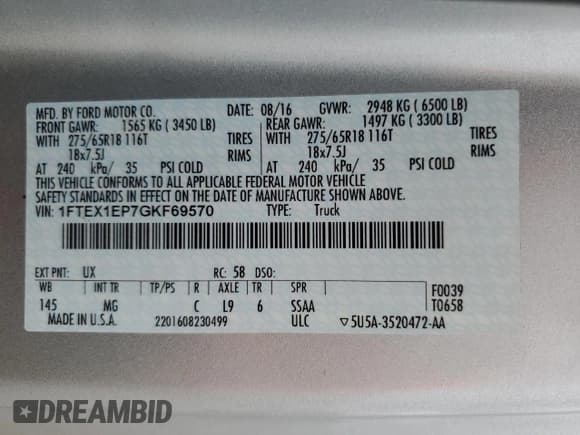 MFD. BY FORD MOTOR CO. DATE: 08/16 GVWR: 2948 KG ( 6500 LB)
FRONT GAWR: 1565 KG ( 3450 LB) REAR GAWR: 1497 KG ( 3300 LB)
WITH 275/65R18 116T TIRES WITH 275/65R18 116T TIRES
18x7.5J RIMS 18x7.5J RIMS
AT 240 kPa/ 35 PSI COLD AT 240 kPa/ 35 PSI COLD
THIS VEHICLE CONFORMS TO ALL APPLICABLE FEDERAL MOTOR VEHICLE
SAFETY STANDARDS IN EFFECT ON THE DATE OF MANUFACTURE SHOWN ABOVE.
VIN: 1FTEX1EP7GKF69570 TYPE: Truck
EXT PNT: UX RC: 58 DSO:
WB INT TR TP/PS R AXLE TR SPR F0039
145 MG C L9 6 SSAA T0658
MADE IN U.S.A. 2201608230499 ULC ▽5U5A-3520472-AA
DREAMBID